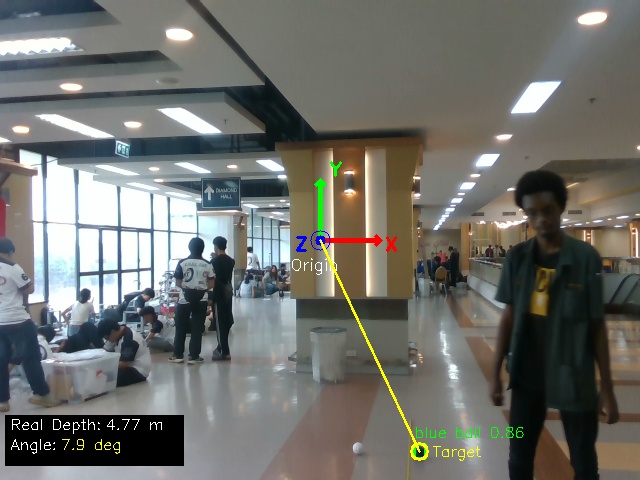 DIAMOND
HALL
Y
Z
X
Origin
blue ball 0.86
Target
Real Depth: 4.77 m
Angle: 7.9 deg